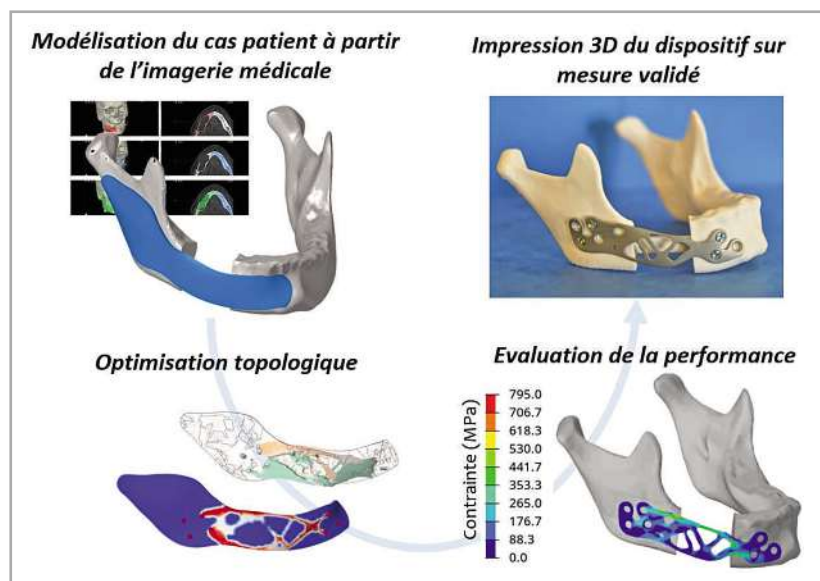 Modélisation du cas patient à partir
de l’imagerie médicale
Impression 3D du dispositif sur
mesure validé
Optimisation topologique
Evaluation de la performance
Contrainte (MPa)
795.0
706.7
618.3
530.0
441.7
353.3
265.0
176.7
88.3
0.0